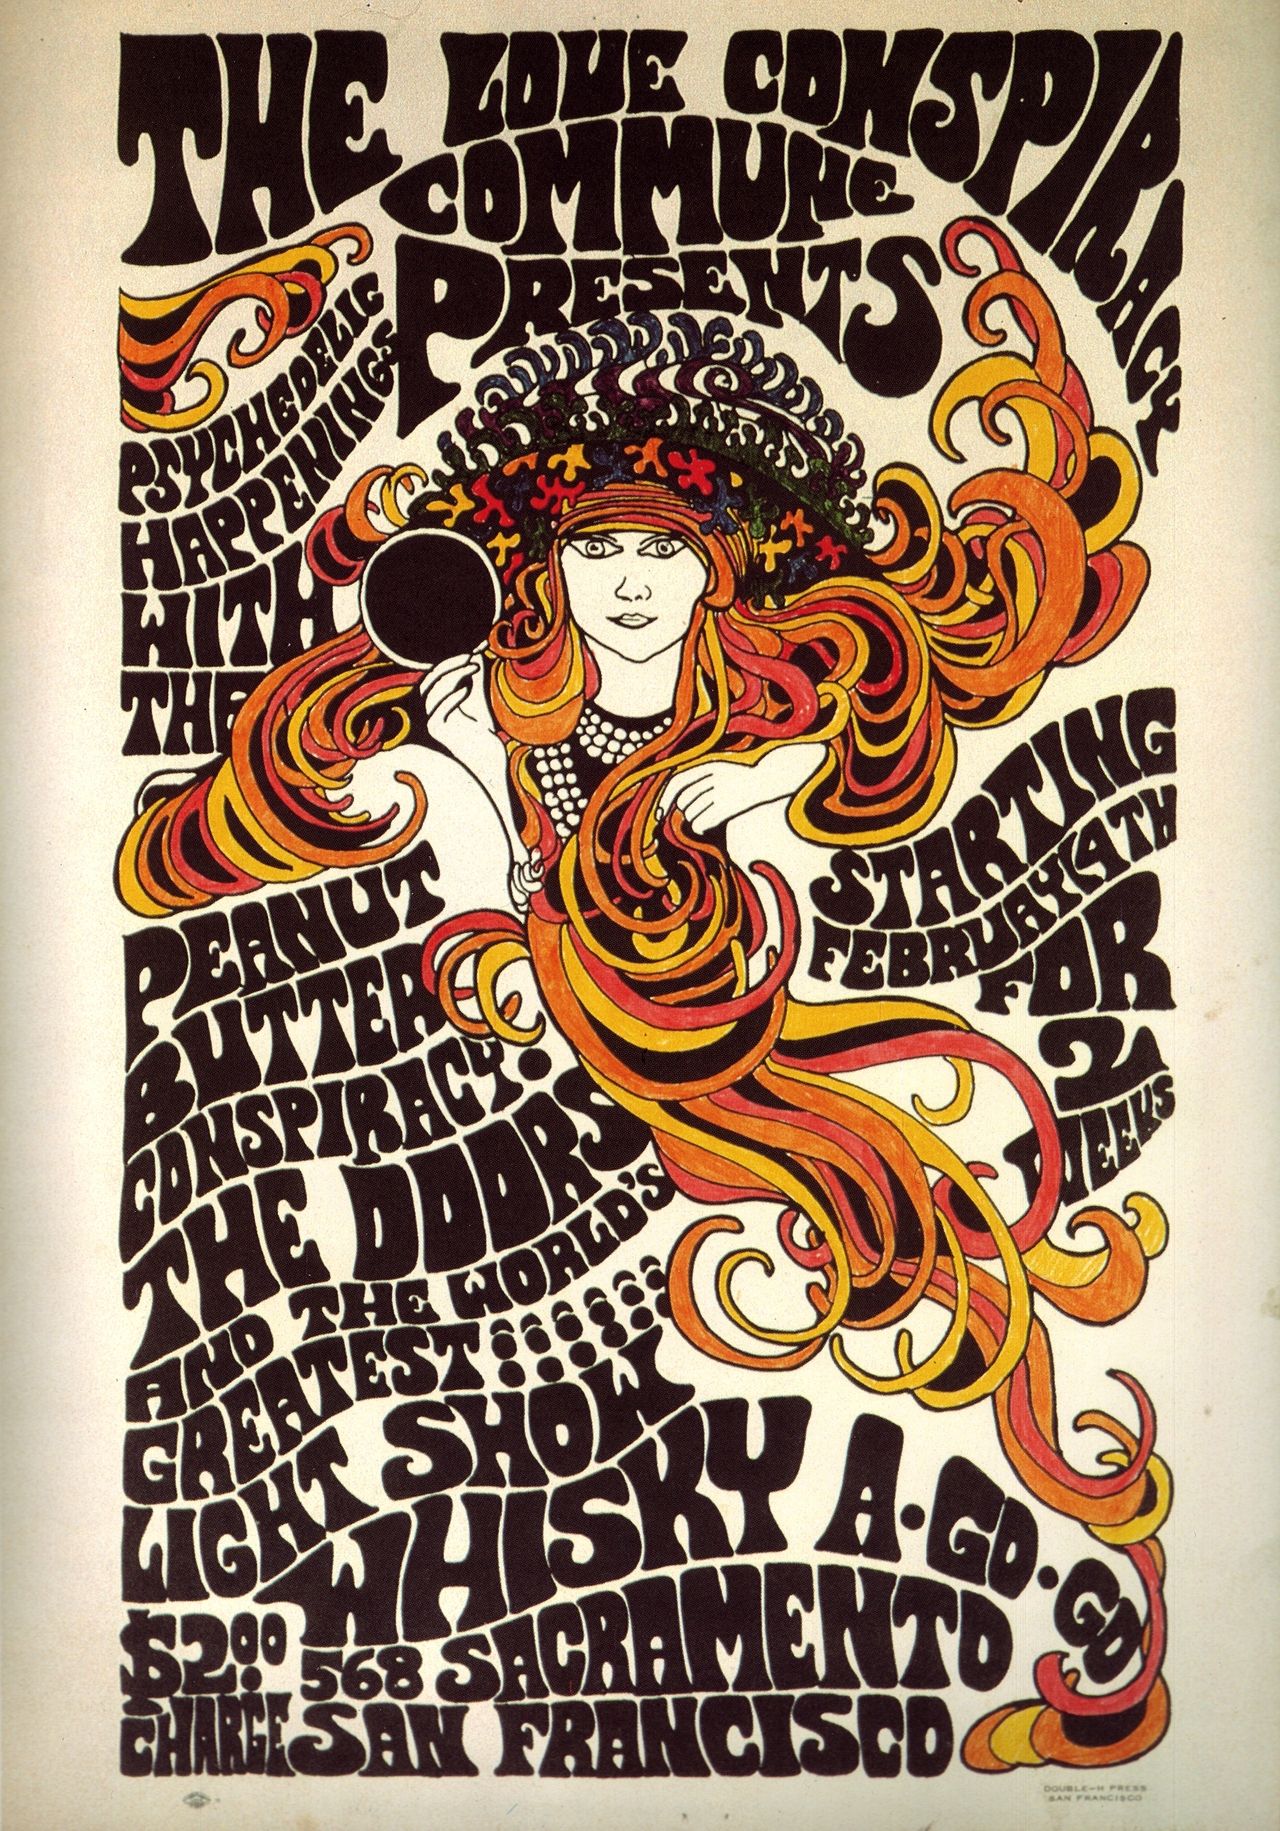 THE LOVE CONSPIRACY
COMMUNE
PRESENTS
PSYCHEDELIC
HAPPENINGS
WITH
THE
PEANUT
BUTTER
CONSPIRACY.
THE DOORS
AND THE WORLD'S
GREATEST
LIGHT SHOW
STARTING
FEBRUAY 14TH
FOR
2
WEEKS
WHISKY A·GO·GO
$2.00
CHARGE
568 SACRAMENTO
SAN FRANCISCO
DOUBLE-H PRESS
SAN FRANCISCO